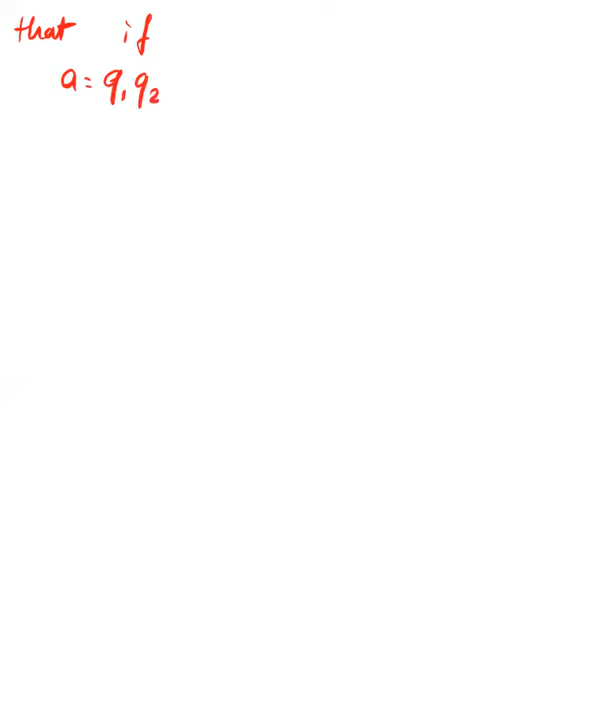 that if
a = q₁q₂